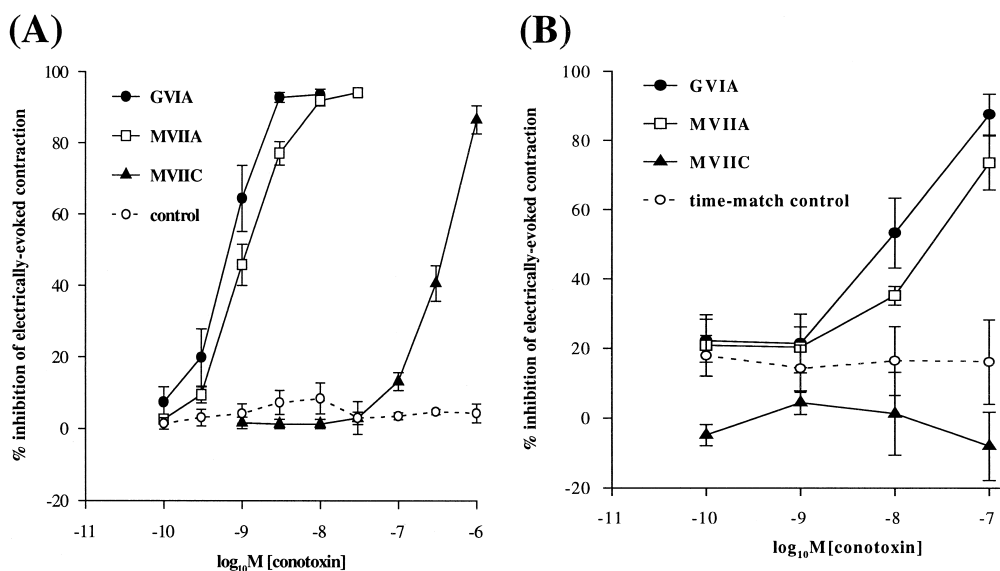 (A)
(B)
% inhibition of electrically-evoked contraction
100
80
60
40
20
0
-20
GVIA
MVIIA
MVIIC
control
-11
-10
-9
-8
-7
-6
log10M [conotoxin]
% inhibition of electrically-evoked contraction
100
80
60
40
20
0
-20
GVIA
MVIIA
MVIIC
time-match control
-11
-10
-9
-8
-7
log10M [conotoxin]